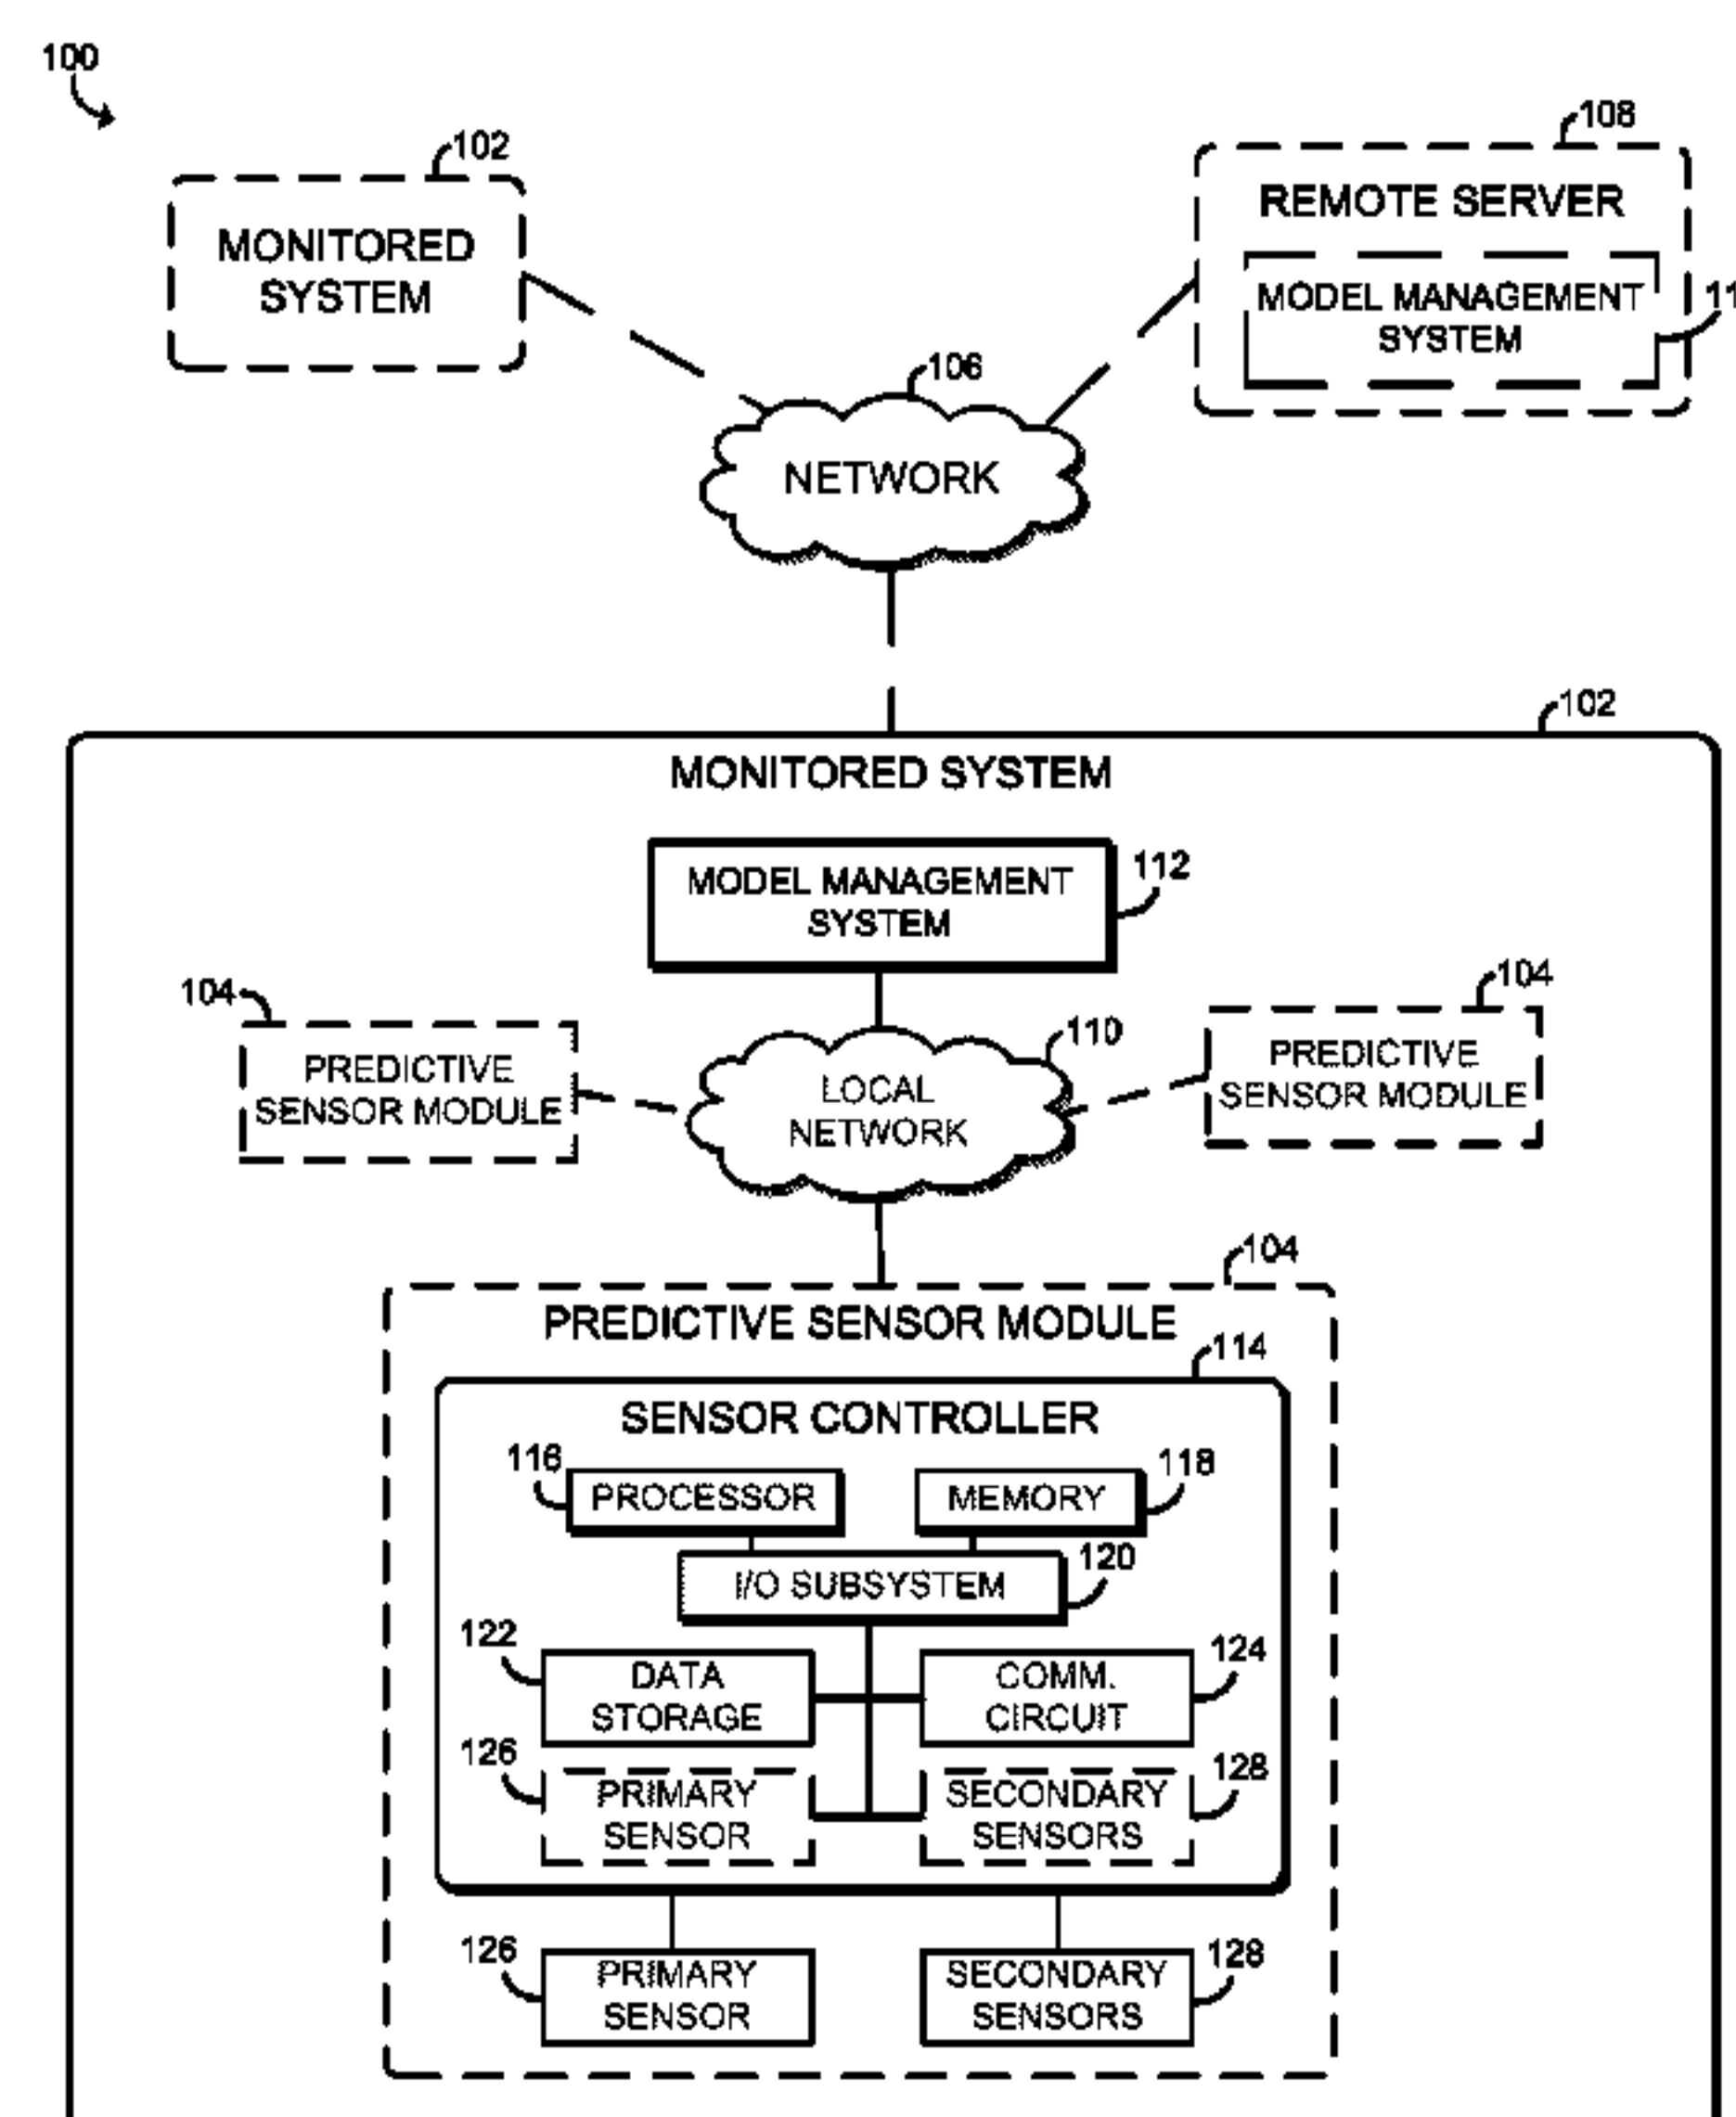 100
102
108
MONITORED
SYSTEM
REMOTE SERVER
MODEL MANAGEMENT
SYSTEM
11
106
NETWORK
102
MONITORED SYSTEM
MODEL MANAGEMENT
SYSTEM
112
104
PREDICTIVE
SENSOR MODULE
110
LOCAL
NETWORK
104
PREDICTIVE
SENSOR MODULE
104
PREDICTIVE SENSOR MODULE
114
SENSOR CONTROLLER
116
PROCESSOR
MEMORY
118
I/O SUBSYSTEM
120
122
DATA
STORAGE
COMM.
CIRCUIT
124
126
PRIMARY
SENSOR
SECONDARY
SENSORS
128
126
PRIMARY
SENSOR
SECONDARY
SENSORS
128